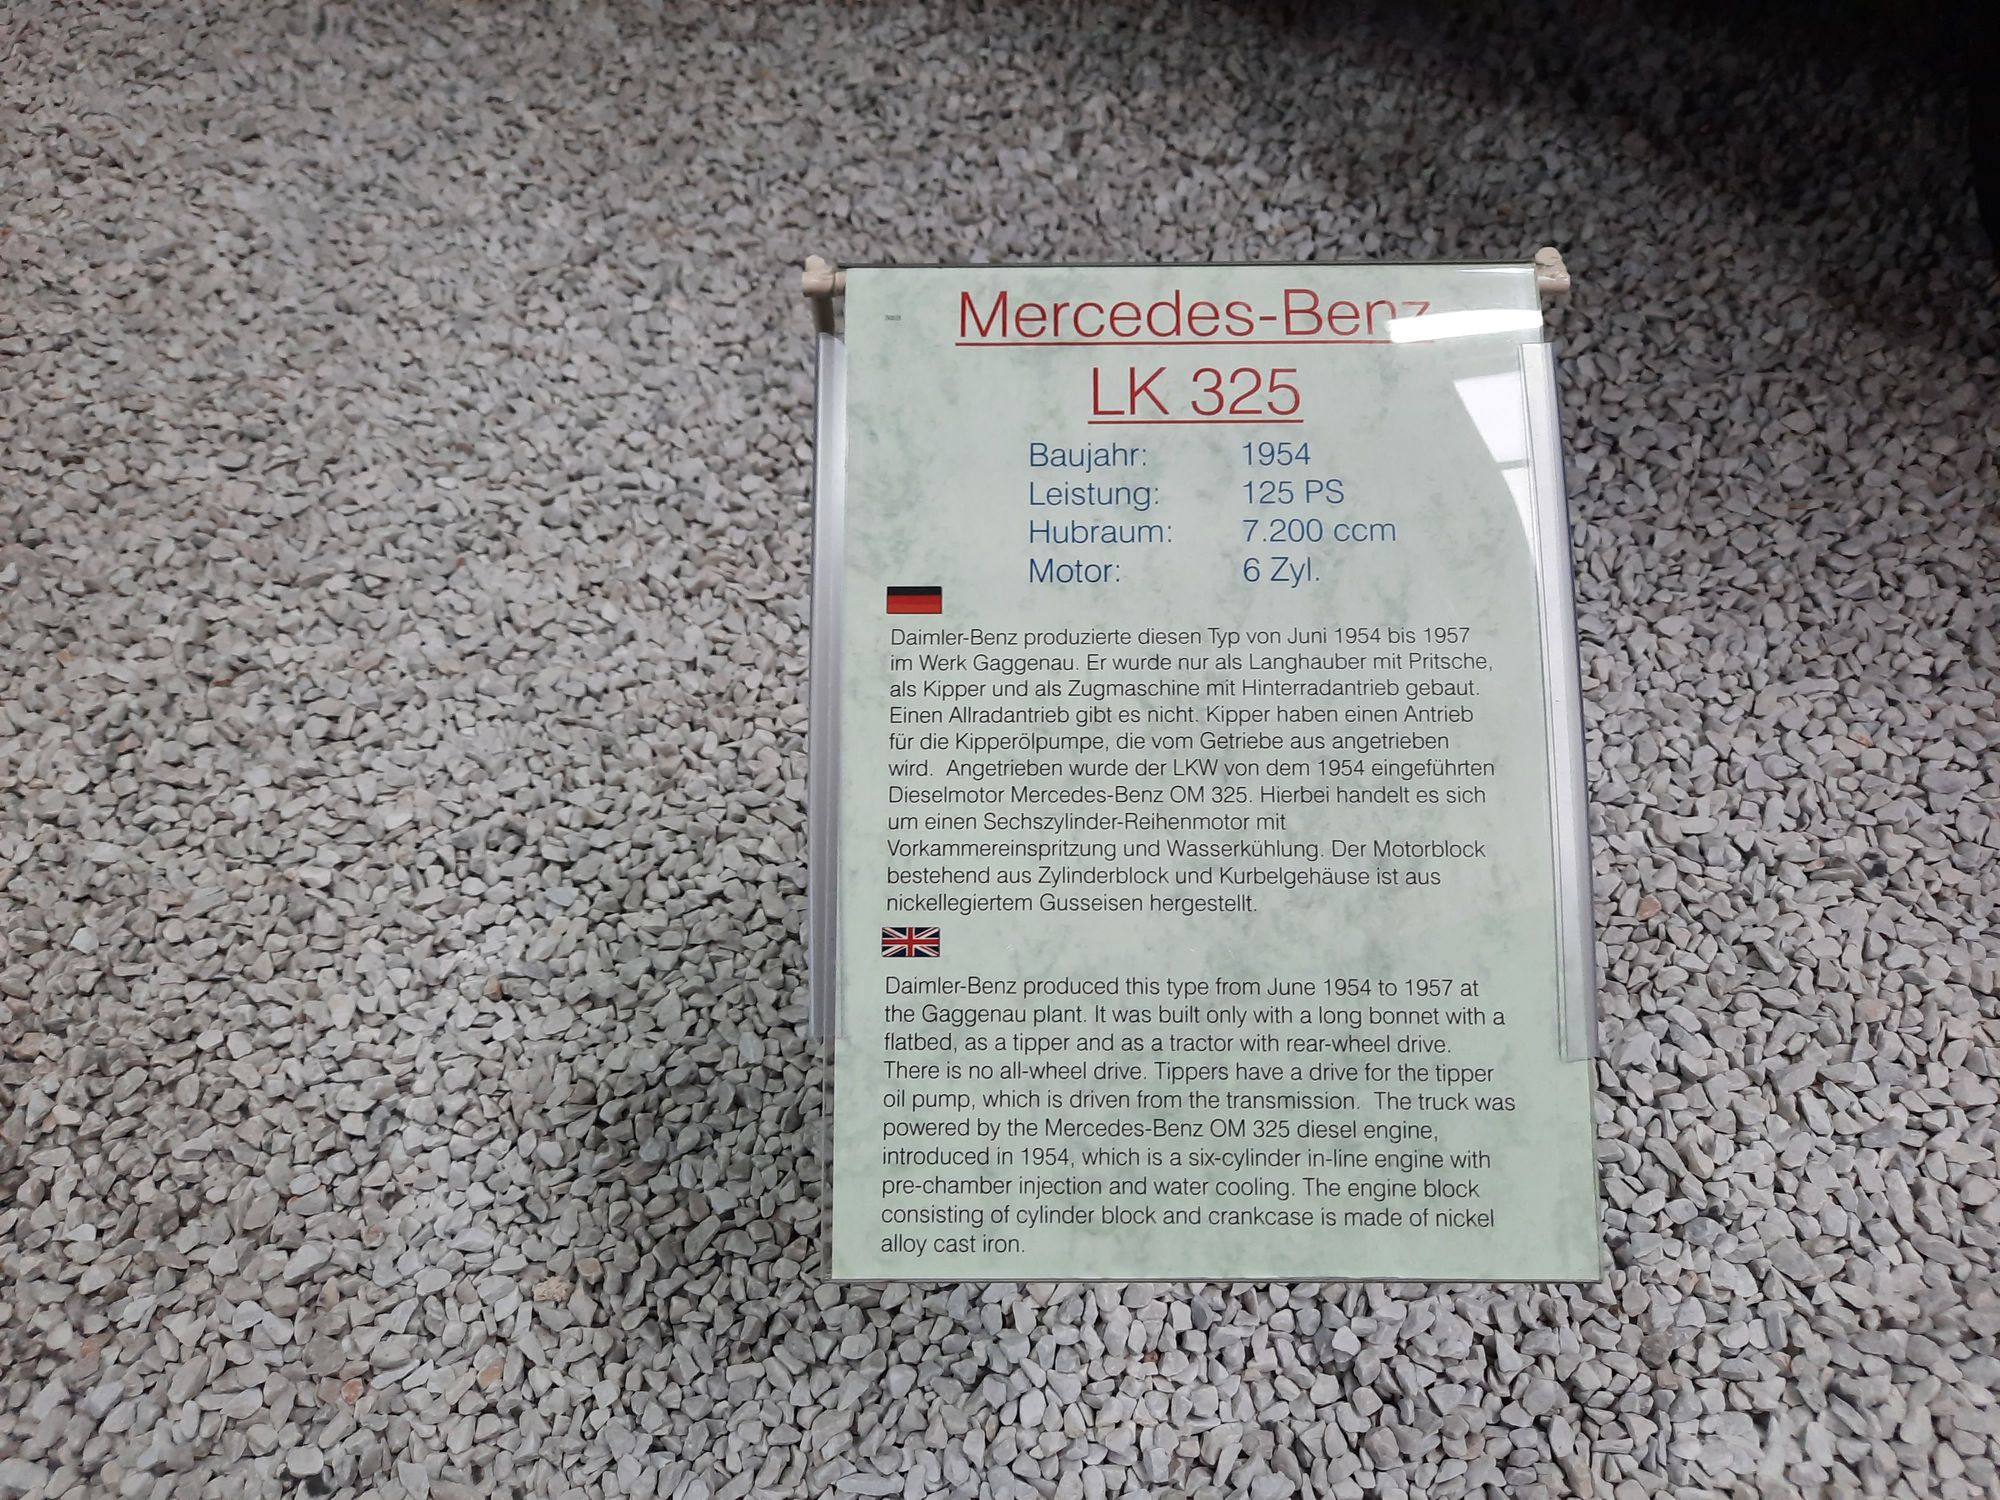 Mercedes-Benz
LK 325
Baujahr: 1954
Leistung: 125 PS
Hubraum: 7.200 ccm
Motor: 6 Zyl.
Daimler-Benz produzierte diesen Typ von Juni 1954 bis 1957
im Werk Gaggenau. Er wurde nur als Langhauber mit Pritsche,
als Kipper und als Zugmaschine mit Hinterradantrieb gebaut.
Einen Allradantrieb gibt es nicht. Kipper haben einen Antrieb
für die Kipperölpumpe, die vom Getriebe aus angetrieben
wird. Angetrieben wurde der LKW von dem 1954 eingeführten
Dieselmotor Mercedes-Benz OM 325. Hierbei handelt es sich
um einen Sechszylinder-Reihenmotor mit
Vorkammereinspritzung und Wasserkühlung. Der Motorblock
bestehend aus Zylinderblock und Kurbelgehäuse ist aus
nickellegiertem Gusseisen hergestellt.
Daimler-Benz produced this type from June 1954 to 1957 at
the Gaggenau plant. It was built only with a long bonnet with a
flatbed, as a tipper and as a tractor with rear-wheel drive.
There is no all-wheel drive. Tippers have a drive for the tipper
oil pump, which is driven from the transmission. The truck was
powered by the Mercedes-Benz OM 325 diesel engine,
introduced in 1954, which is a six-cylinder in-line engine with
pre-chamber injection and water cooling. The engine block
consisting of cylinder block and crankcase is made of nickel
alloy cast iron.